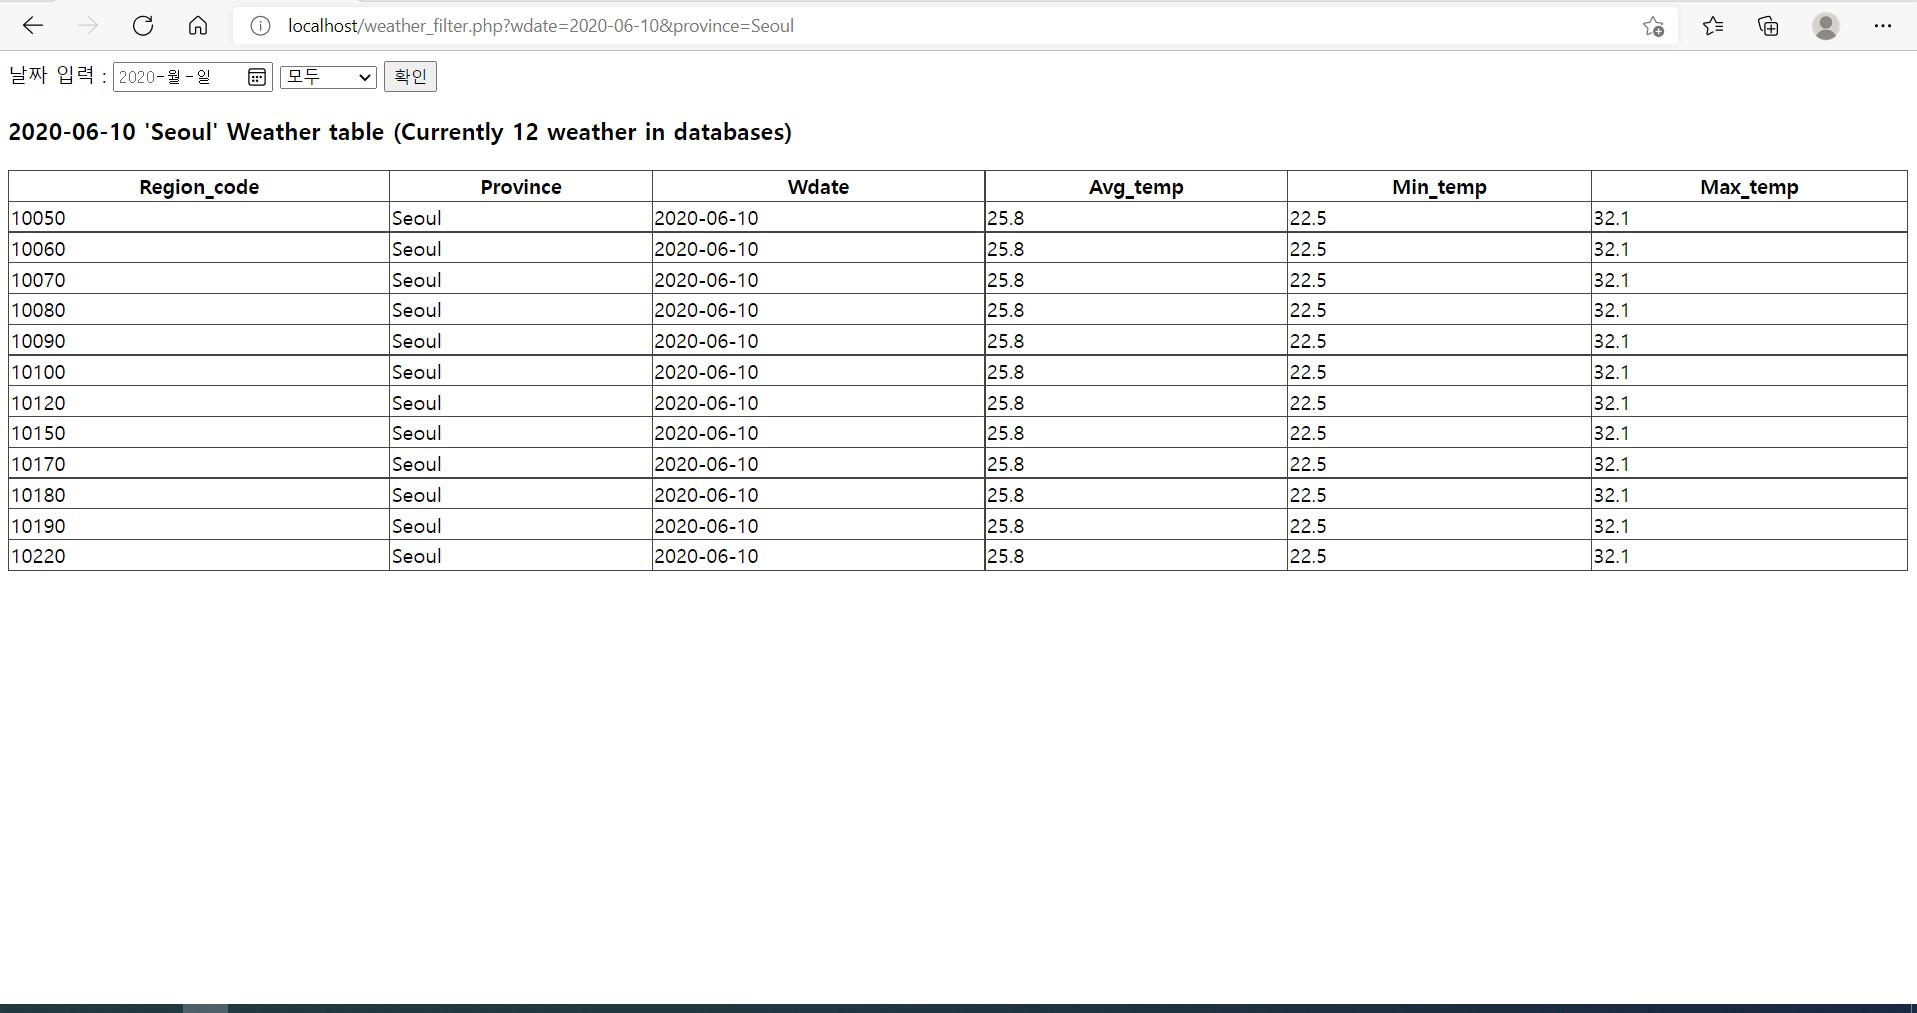 localhost/weather_filter.php?wdate=2020-06-10&province=Seoul
날짜 입력 : 2020-월-일 모두 확인
2020-06-10 'Seoul' Weather table (Currently 12 weather in databases)
Region_code Province Wdate Avg_temp Min_temp Max_temp
10050 Seoul 2020-06-10 25.8 22.5 32.1
10060 Seoul 2020-06-10 25.8 22.5 32.1
10070 Seoul 2020-06-10 25.8 22.5 32.1
10080 Seoul 2020-06-10 25.8 22.5 32.1
10090 Seoul 2020-06-10 25.8 22.5 32.1
10100 Seoul 2020-06-10 25.8 22.5 32.1
10120 Seoul 2020-06-10 25.8 22.5 32.1
10150 Seoul 2020-06-10 25.8 22.5 32.1
10170 Seoul 2020-06-10 25.8 22.5 32.1
10180 Seoul 2020-06-10 25.8 22.5 32.1
10190 Seoul 2020-06-10 25.8 22.5 32.1
10220 Seoul 2020-06-10 25.8 22.5 32.1